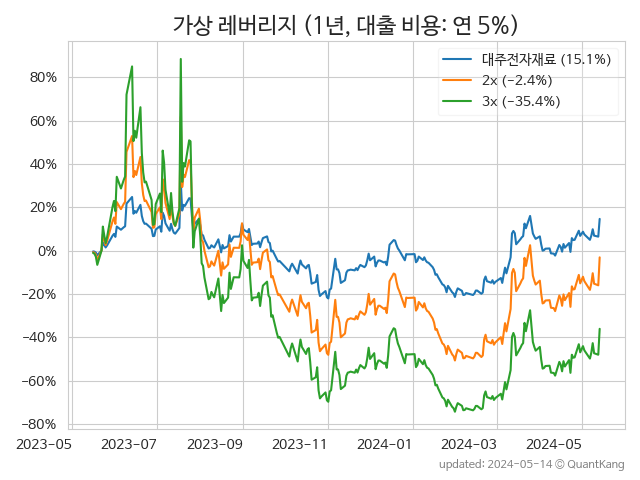 가상 레버리지 (1년, 대출 비용: 연 5%)
대주전자재료 (15.1%)
2x (−2.4%)
3x (−35.4%)
80%
60%
40%
20%
0%
−20%
−40%
−60%
−80%
2023-05 2023-07 2023-09 2023-11 2024-01 2024-03 2024-05
updated: 2024-05-14 © QuantKang